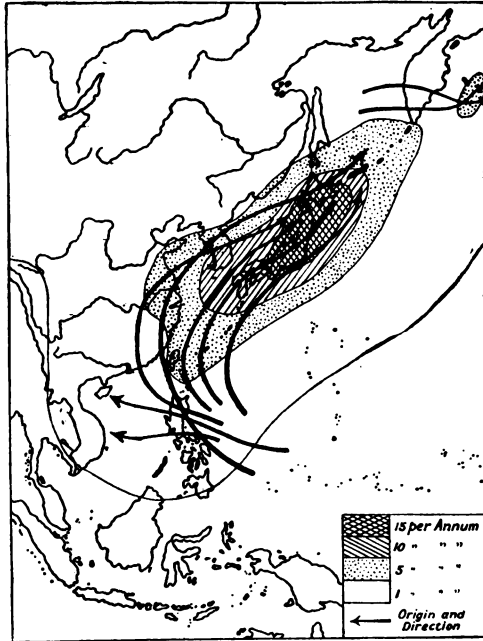 15 per Annum
10 " " "
5 " " "
1 " " "
Origin and
Direction